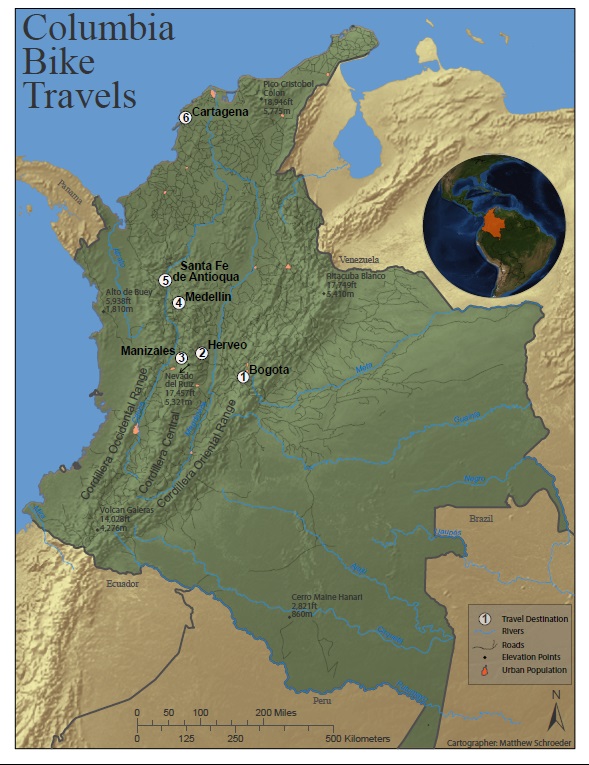 Columbia
Bike
Travels
Pico Cristobol
Colon
18,946ft
5,775m
6 Cartagena
Panama
Venezuela
Santa Fe
5 de Antioqua
4 Medellin
Alto de Buey
5,938ft
1,810m
Ritacuba Blanco
17,749ft
5,410m
Manizales 3
2 Herveo
1 Bogota
Nevado
del Ruiz
17,457ft
5,321m
Meta
Cordillera Occidental Range
Cordillera Central
Cordillera Oriental Range
Negro
Volcan Galeras
14,028ft
4,276m
Brazil
Ecuador
Cerro Maine Hanari
2,821ft
860m
Peru
1 Travel Destination
Rivers
Roads
Elevation Points
Urban Population
N
0 50 100 200 Miles
0 125 250 500 Kilometers
Cartographer: Matthew Schroeder